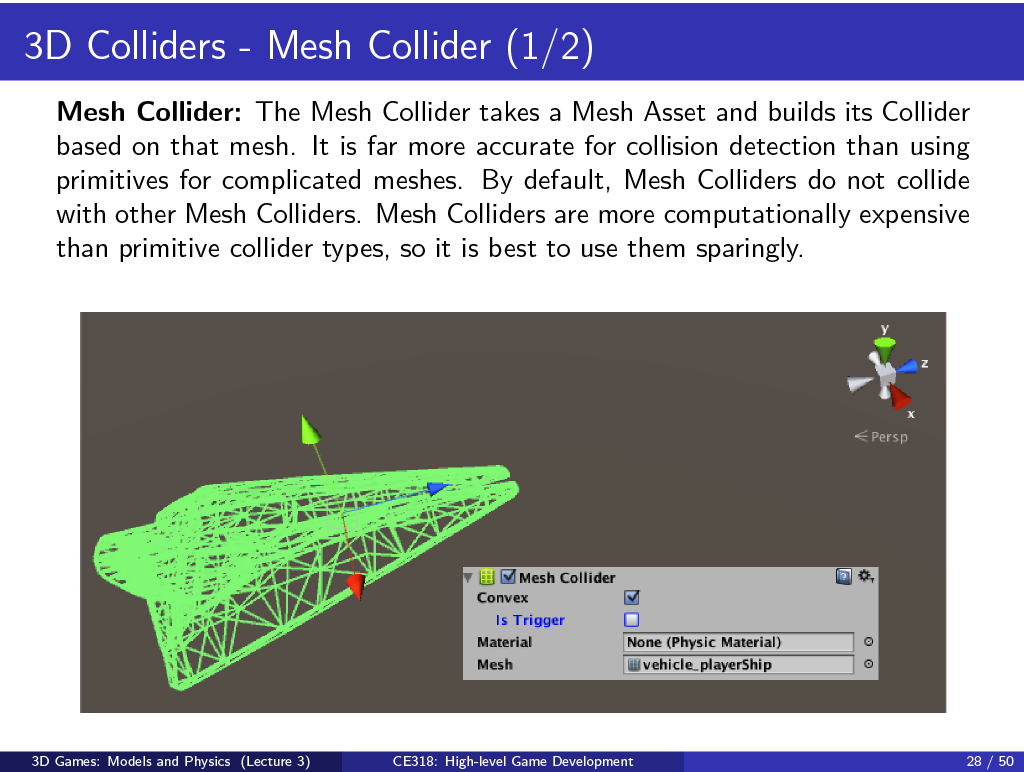 3D Colliders - Mesh Collider (1/2)
Mesh Collider: The Mesh Collider takes a Mesh Asset and builds its Collider
based on that mesh. It is far more accurate for collision detection than using
primitives for complicated meshes. By default, Mesh Colliders do not collide
with other Mesh Colliders. Mesh Colliders are more computationally expensive
than primitive collider types, so it is best to use them sparingly.
y
z
x
Persp
Mesh Collider
Convex
Is Trigger
Material None (Physic Material)
Mesh vehicle_playerShip
3D Games: Models and Physics (Lecture 3) CE318: High-level Game Development 28 / 50